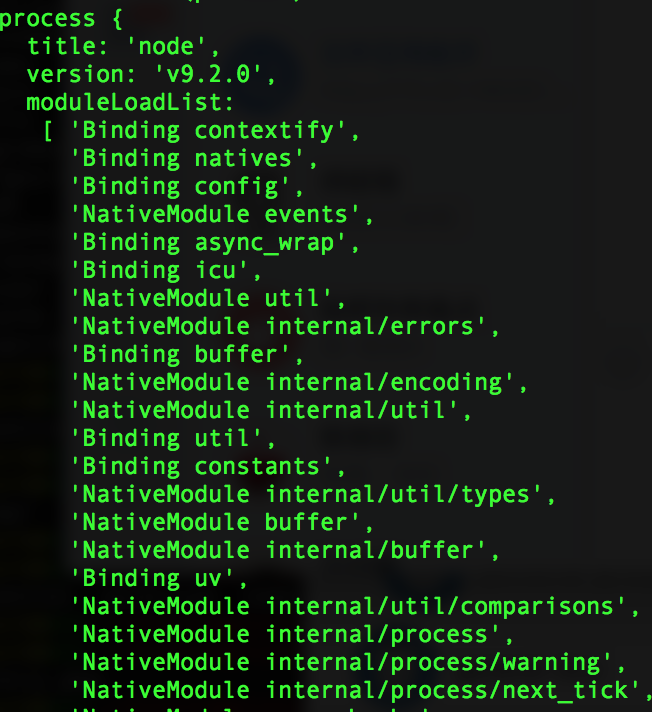 process {
title: 'node',
version: 'v9.2.0',
moduleLoadList:
[ 'Binding contextify',
'Binding natives',
'Binding config',
'NativeModule events',
'Binding async_wrap',
'Binding icu',
'NativeModule util',
'NativeModule internal/errors',
'Binding buffer',
'NativeModule internal/encoding',
'NativeModule internal/util',
'Binding util',
'Binding constants',
'NativeModule internal/util/types',
'NativeModule buffer',
'NativeModule internal/buffer',
'Binding uv',
'NativeModule internal/util/comparisons',
'NativeModule internal/process',
'NativeModule internal/process/warning',
'NativeModule internal/process/next_tick',